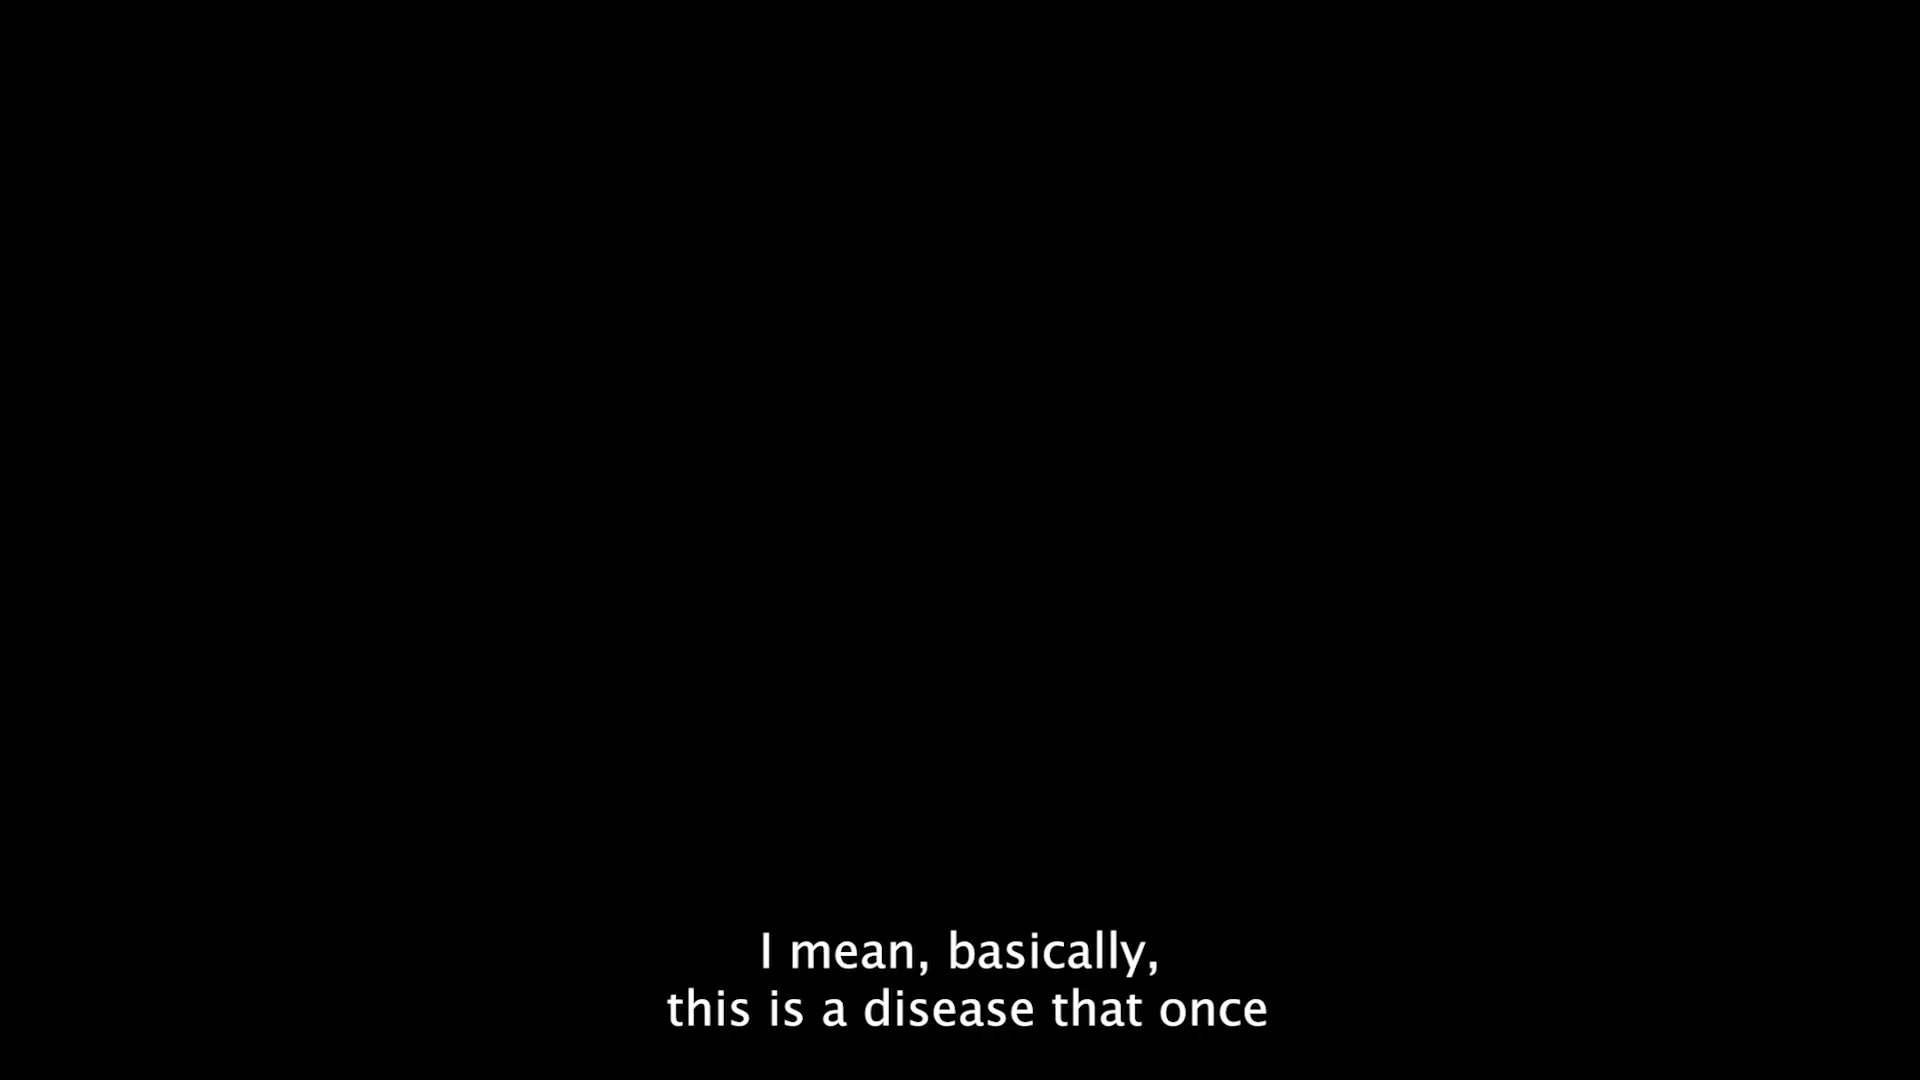 I mean, basically,
this is a disease that once